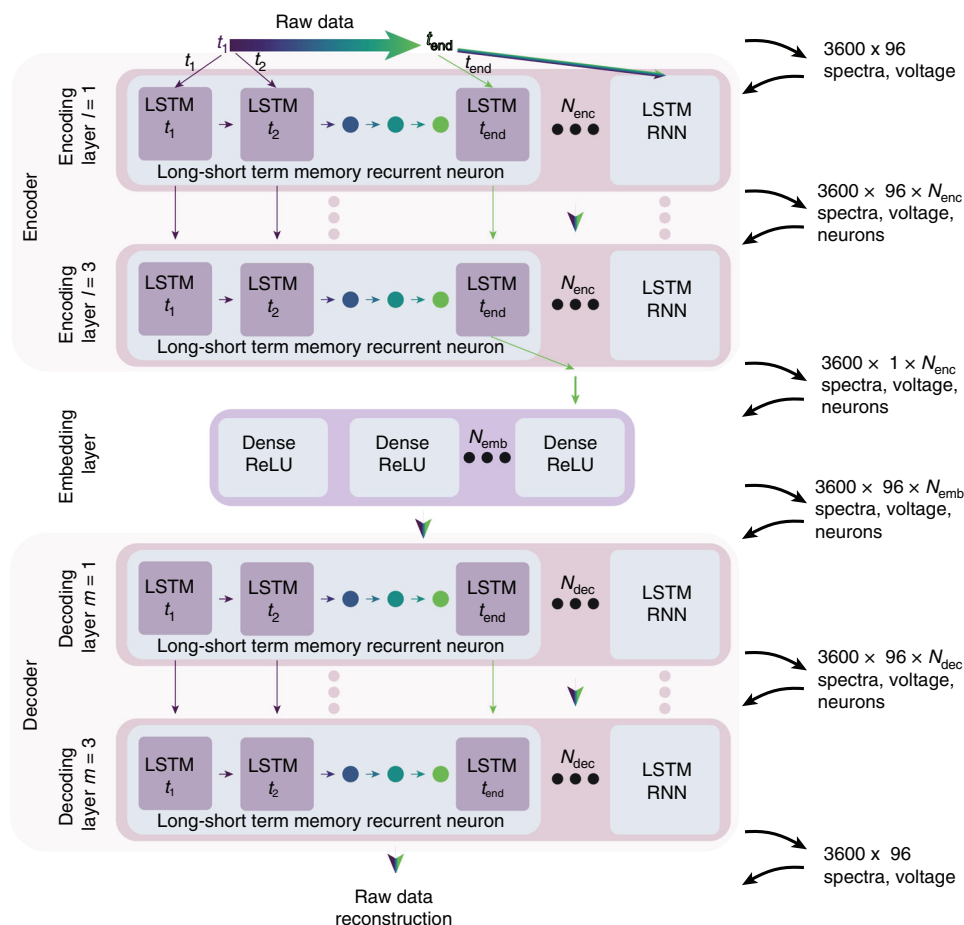 Raw data
t1
tend
t1
t2
tend
3600 x 96
spectra, voltage
Encoder
Encoding
layer l = 1
LSTM
t1
LSTM
t2
LSTM
tend
Nenc
LSTM
RNN
Long-short term memory recurrent neuron
3600 × 96 × Nenc
spectra, voltage,
neurons
Encoding
layer l = 3
LSTM
t1
LSTM
t2
LSTM
tend
Nenc
LSTM
RNN
Long-short term memory recurrent neuron
3600 × 1 × Nenc
spectra, voltage,
neurons
Embedding
layer
Dense
ReLU
Dense
ReLU
Nemb
Dense
ReLU
3600 × 96 × Nemb
spectra, voltage,
neurons
Decoder
Decoding
layer m = 1
LSTM
t1
LSTM
t2
LSTM
tend
Ndec
LSTM
RNN
Long-short term memory recurrent neuron
3600 × 96 × Ndec
spectra, voltage,
neurons
Decoding
layer m = 3
LSTM
t1
LSTM
t2
LSTM
tend
Ndec
LSTM
RNN
Long-short term memory recurrent neuron
3600 x 96
spectra, voltage
Raw data
reconstruction